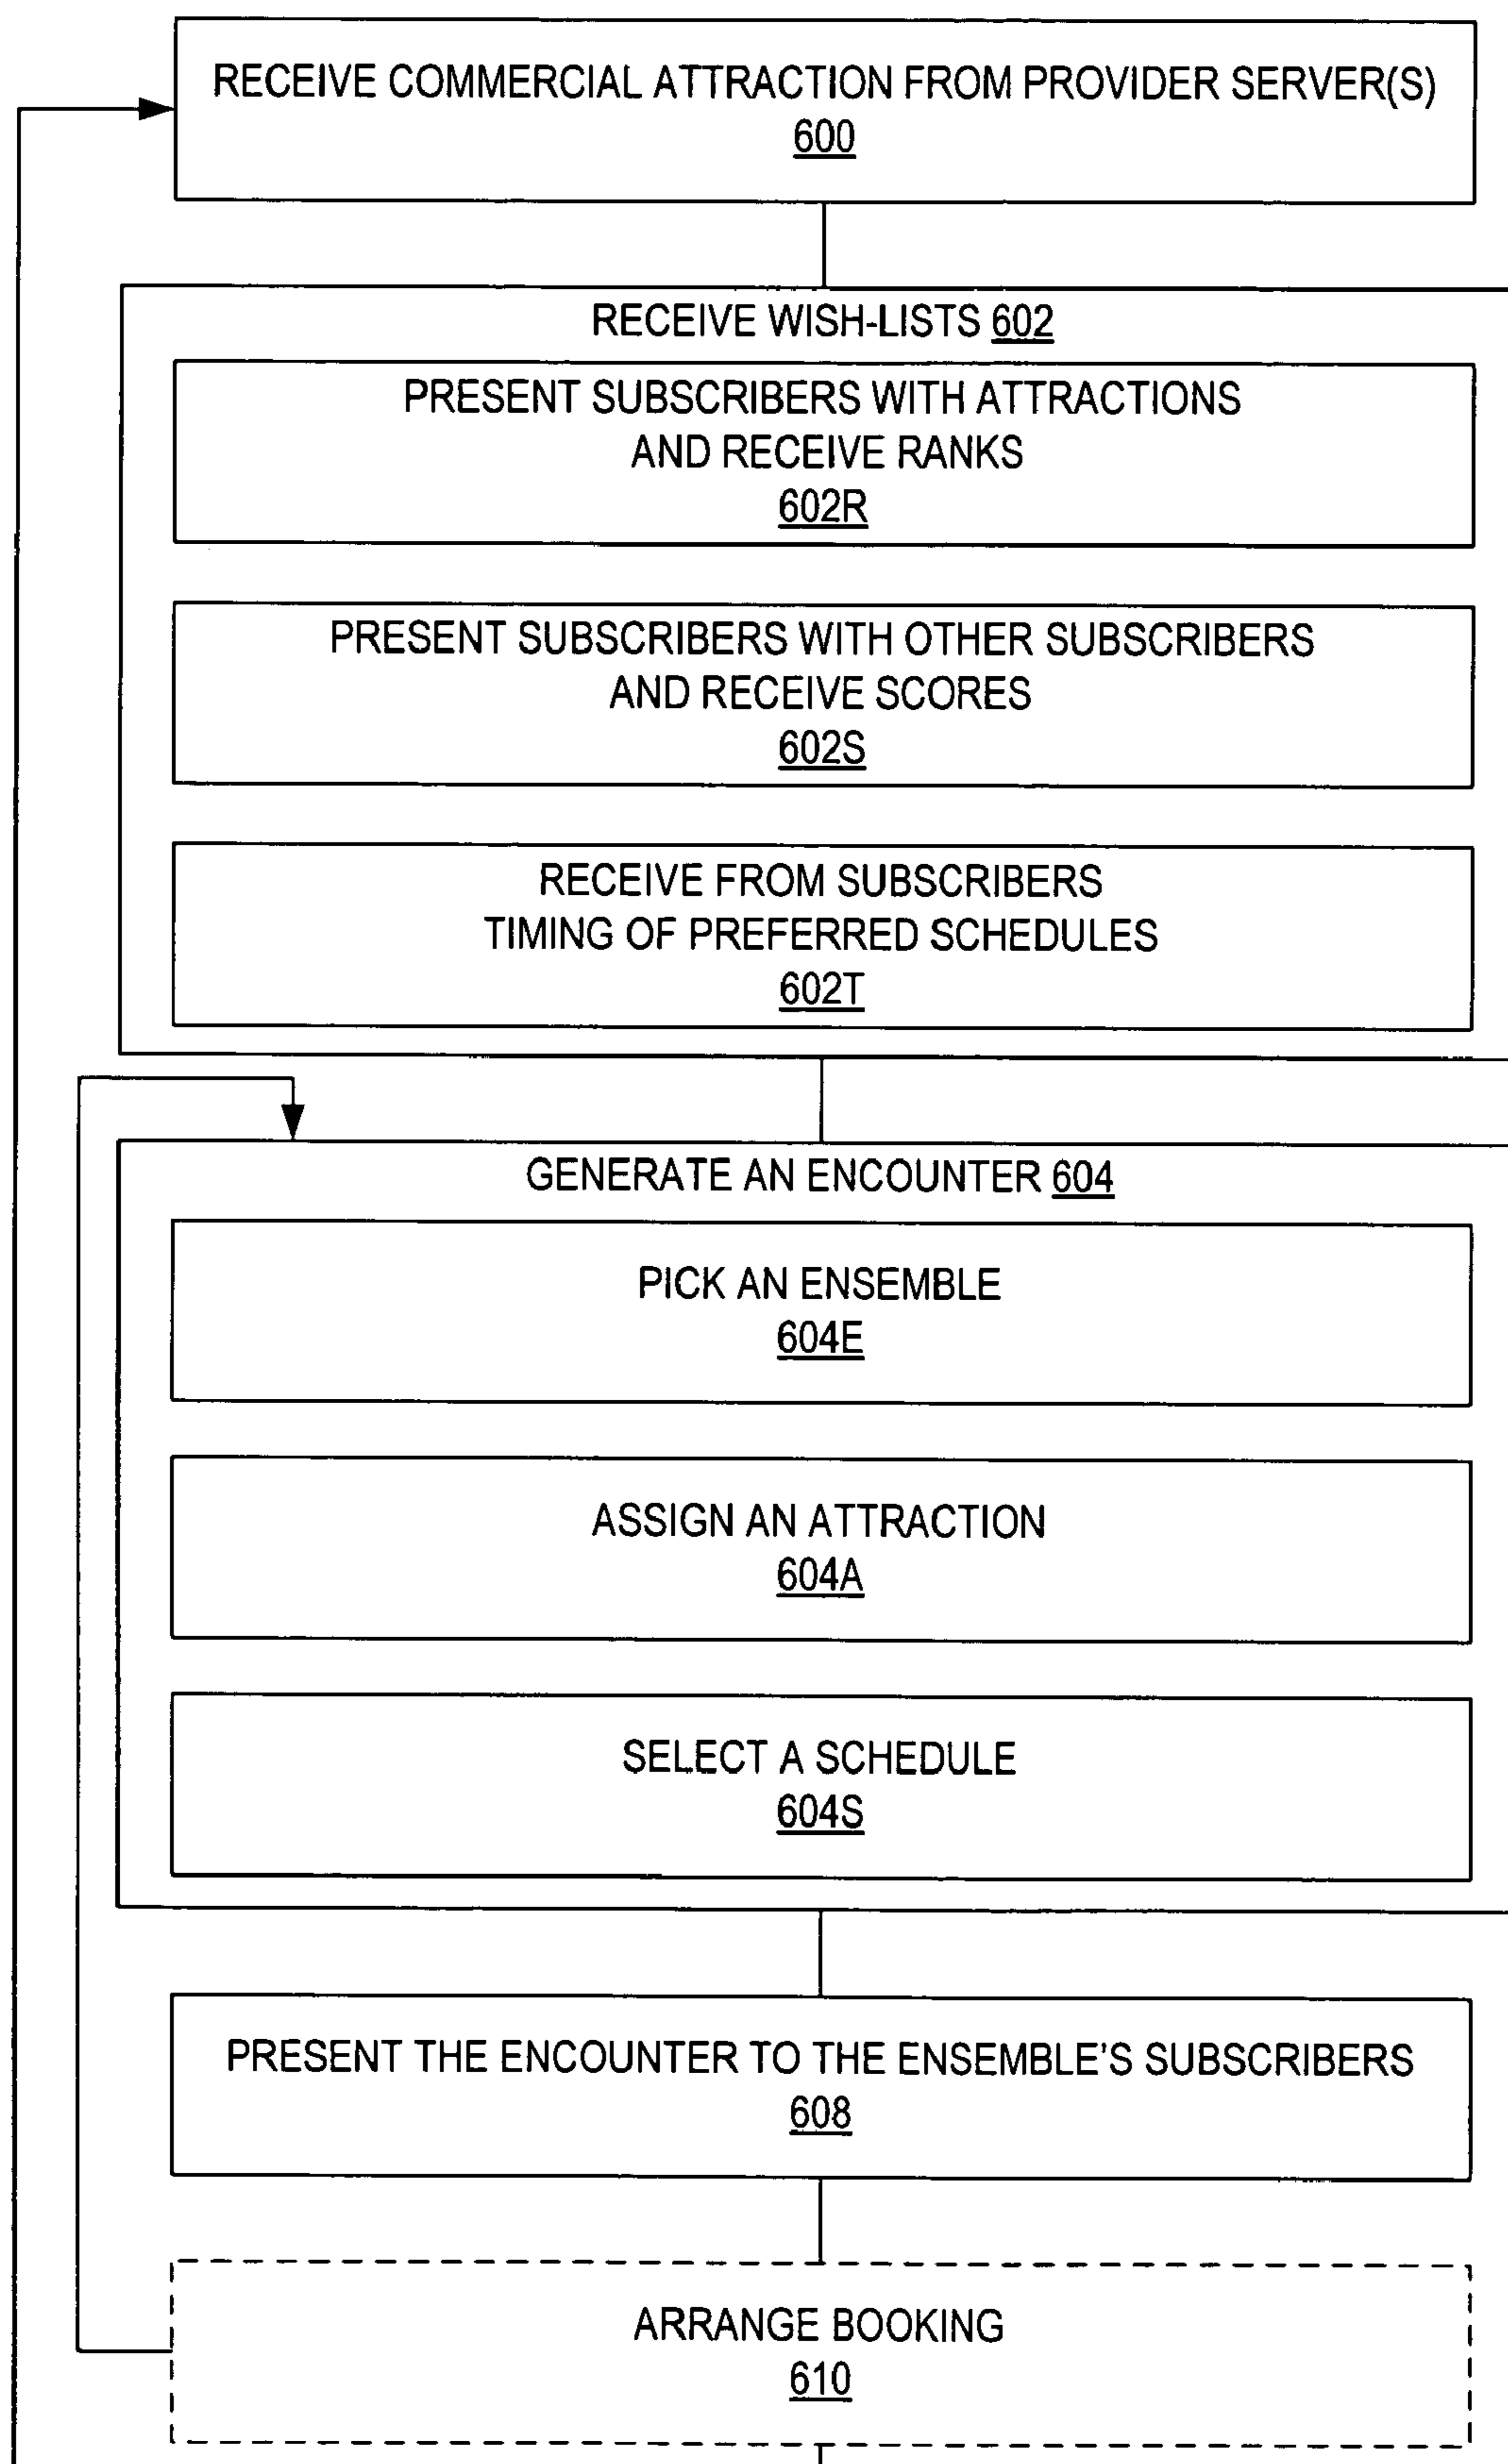 RECEIVE COMMERCIAL ATTRACTION FROM PROVIDER SERVER(S)
600
RECEIVE WISH-LISTS 602
PRESENT SUBSCRIBERS WITH ATTRACTIONS
AND RECEIVE RANKS
602R
PRESENT SUBSCRIBERS WITH OTHER SUBSCRIBERS
AND RECEIVE SCORES
602S
RECEIVE FROM SUBSCRIBERS
TIMING OF PREFERRED SCHEDULES
602T
GENERATE AN ENCOUNTER 604
PICK AN ENSEMBLE
604E
ASSIGN AN ATTRACTION
604A
SELECT A SCHEDULE
604S
PRESENT THE ENCOUNTER TO THE ENSEMBLE'S SUBSCRIBERS
608
ARRANGE BOOKING
610